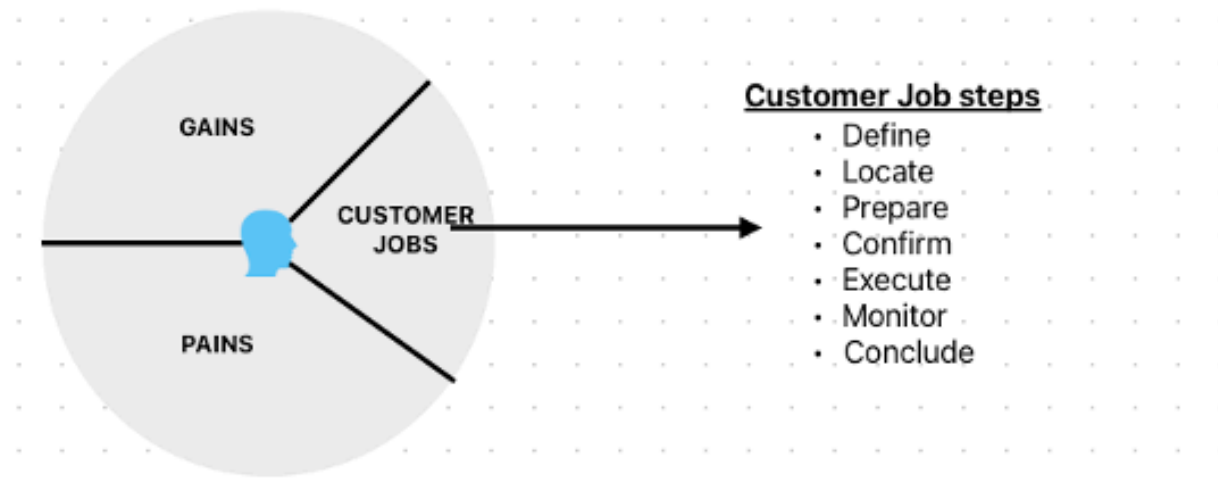 GAINS
CUSTOMER
JOBS
PAINS
Customer Job steps
· Define
· Locate
· Prepare
· Confirm
· Execute
· Monitor
· Conclude